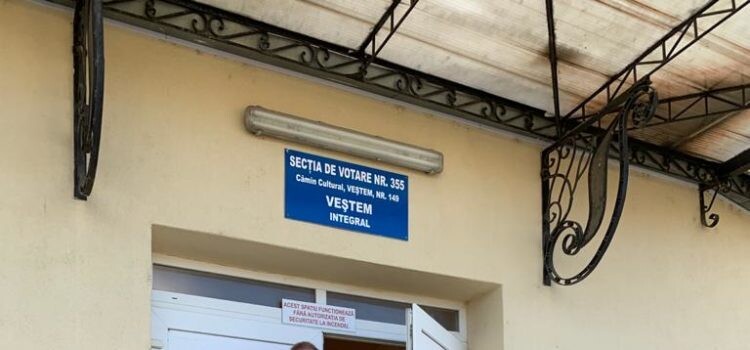 SECȚIA DE VOTARE NR. 355
Cămin Cultural, VEȘTEM, NR. 149
VEȘTEM
INTEGRAL
ACEST SPAȚIU FUNCȚIONEAZĂ
FĂRĂ AUTORIZAȚIA DE
SECURITATE LA INCENDIU